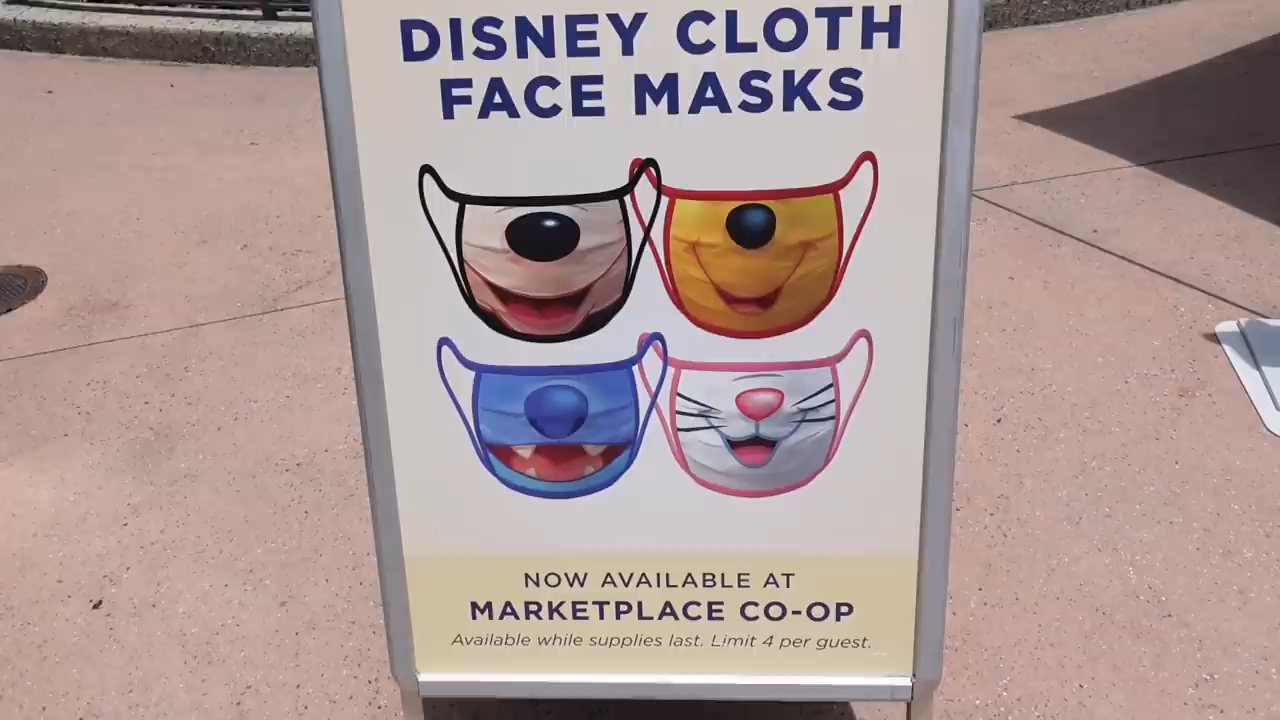 DISNEY CLOTH
FACE MASKS
NOW AVAILABLE AT
MARKETPLACE CO-OP
Available while supplies last. Limit 4 per guest.